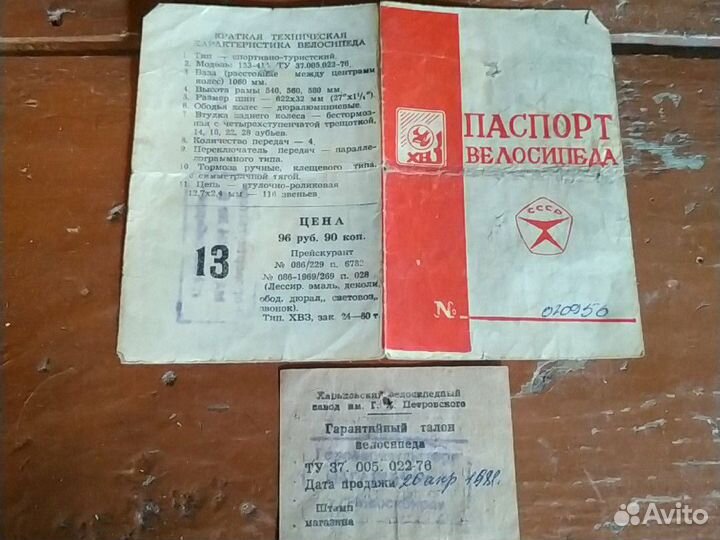 КРАТКАЯ ТЕХНИЧЕСКАЯ
ХАРАКТЕРИСТИКА ВЕЛОСИПЕДА
1. Тип — спортивно-туристский.
2. Модель: 153-411. ТУ 37.005.023-76.
3 База (расстояние между центрами
колес) 1060 мм.
4. Высота рамы 540, 560, 580 мм.
5. Размер шин — 622х32 мм (27"х1¼").
6. Ободья колес — дюралюминиевые.
7 Втулка заднего колеса — бестормоз-
ная с четырехступенчатой трещоткой,
14, 16, 22, 28 зубьев.
8. Количество передач — 4.
9. Переключатель передач — паралле-
лограммного типа.
10. Тормоза ручные, клещевого типа,
с симметричной тягой.
11. Цепь — втулочно-роликовая
12,7х2,4 мм — 116 звеньев
13
ЦЕНА
96 руб. 90 коп.
Прейскурант
№ 086/229 п. 6782
№ 086-1969/269 п. 028
(Лессир. эмаль, деколи,
обод. дюрал., световоз.,
звонок).
Тип. ХВЗ, зак. 24—60 т.
ХВЗ
ПАСПОРТ
ВЕЛОСИПЕДА
СССР
№ 020956
Харьковский велосипедный
завод им. Г. И. Петровского
Гарантийный талон
велосипеда
ТУ 37. 005. 022-76
Дата продажи 26 апр 1981.
Штамп
магазина
Avito